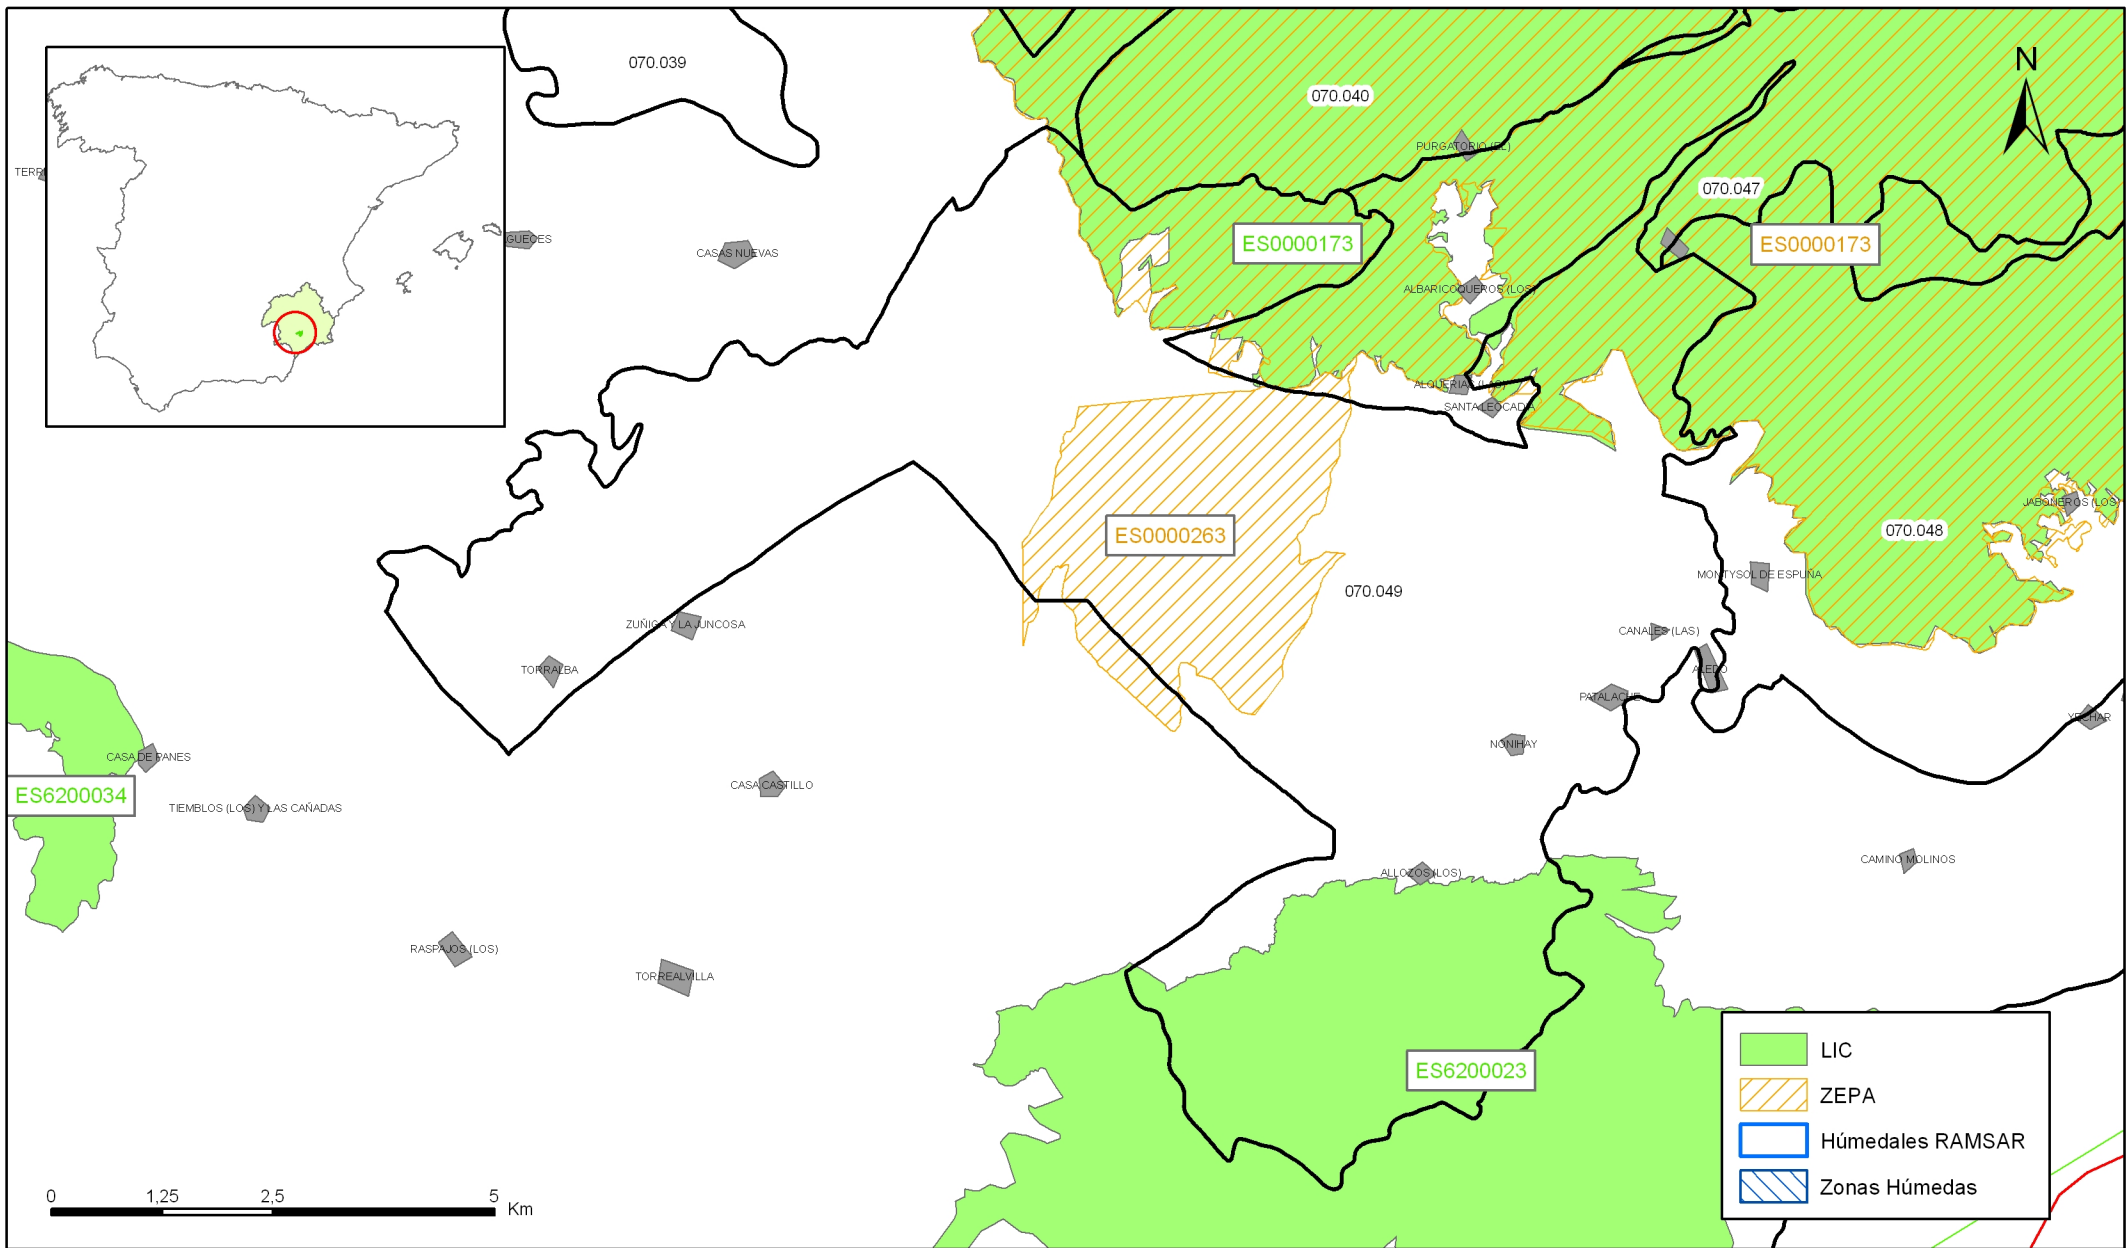 070.039
N
070.040
PURGATORIO (EL)
TERR
070.047
GUECES
CASAS NUEVAS
ES0000173
ES0000173
ALBARICOQUEROS (LOS)
ALQUERIAS (LAS)
SANTA LEOCADIA
JABONEROS (LOS)
070.048
ES0000263
MONTYSOL DE ESPUÑA
070.049
ZUÑIGA Y LA JUNCOSA
CANALES (LAS)
TORRALBA
ALEDO
PATALACHE
YECHAR
NONIHAY
CASA DE PANES
CASA CASTILLO
ES6200034
TIEMBLOS (LOS) Y LAS CAÑADAS
CAMINO MOLINOS
ALLOZOS (LOS)
RASPAJOS (LOS)
TORREALVILLA
ES6200023
LIC
ZEPA
Húmedales RAMSAR
Zonas Húmedas
0 1,25 2,5 5
Km